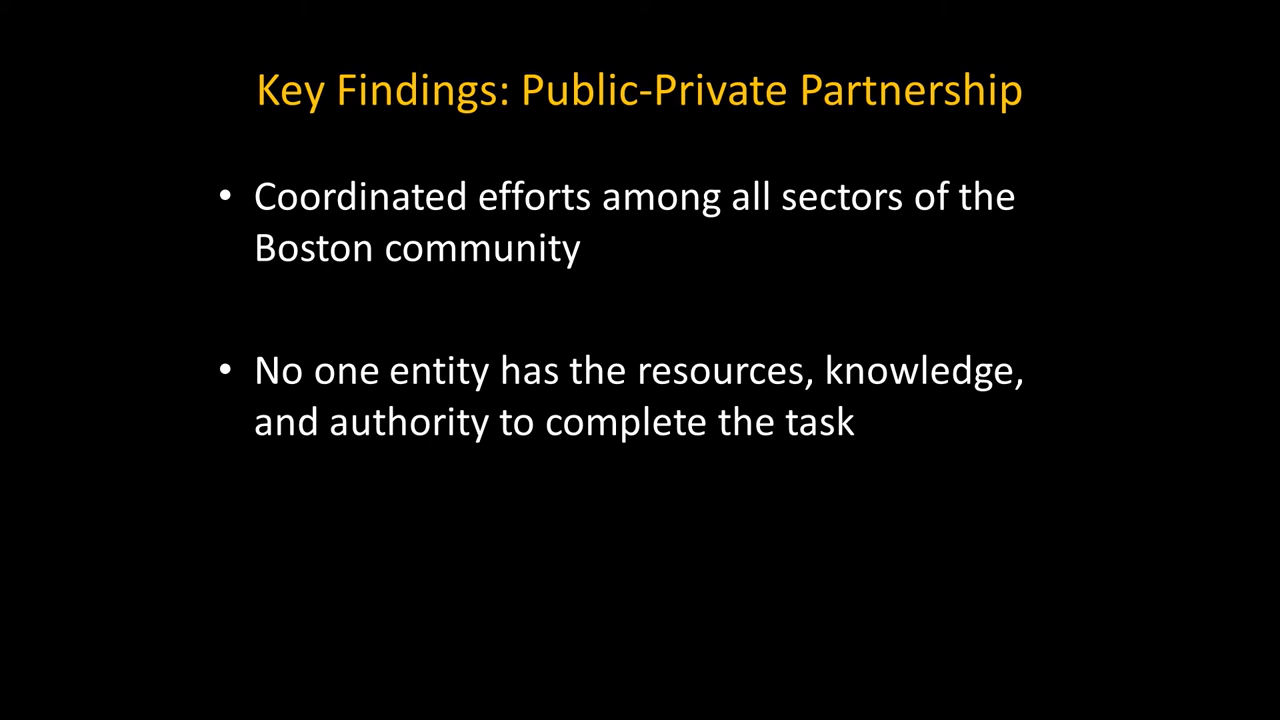 Key Findings: Public-Private Partnership
• Coordinated efforts among all sectors of the
Boston community
• No one entity has the resources, knowledge,
and authority to complete the task